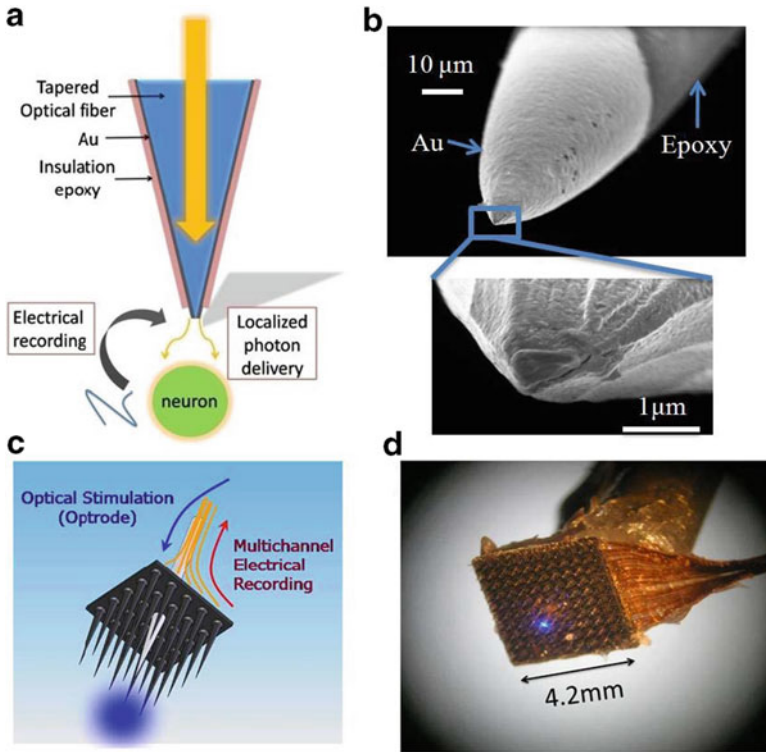 a
Tapered
Optical fiber
Au
Insulation
epoxy
Electrical
recording
Localized
photon
delivery
neuron
b
10 μm
Au
Epoxy
1μm
c
Optical Stimulation
(Optrode)
Multichannel
Electrical
Recording
d
4.2mm